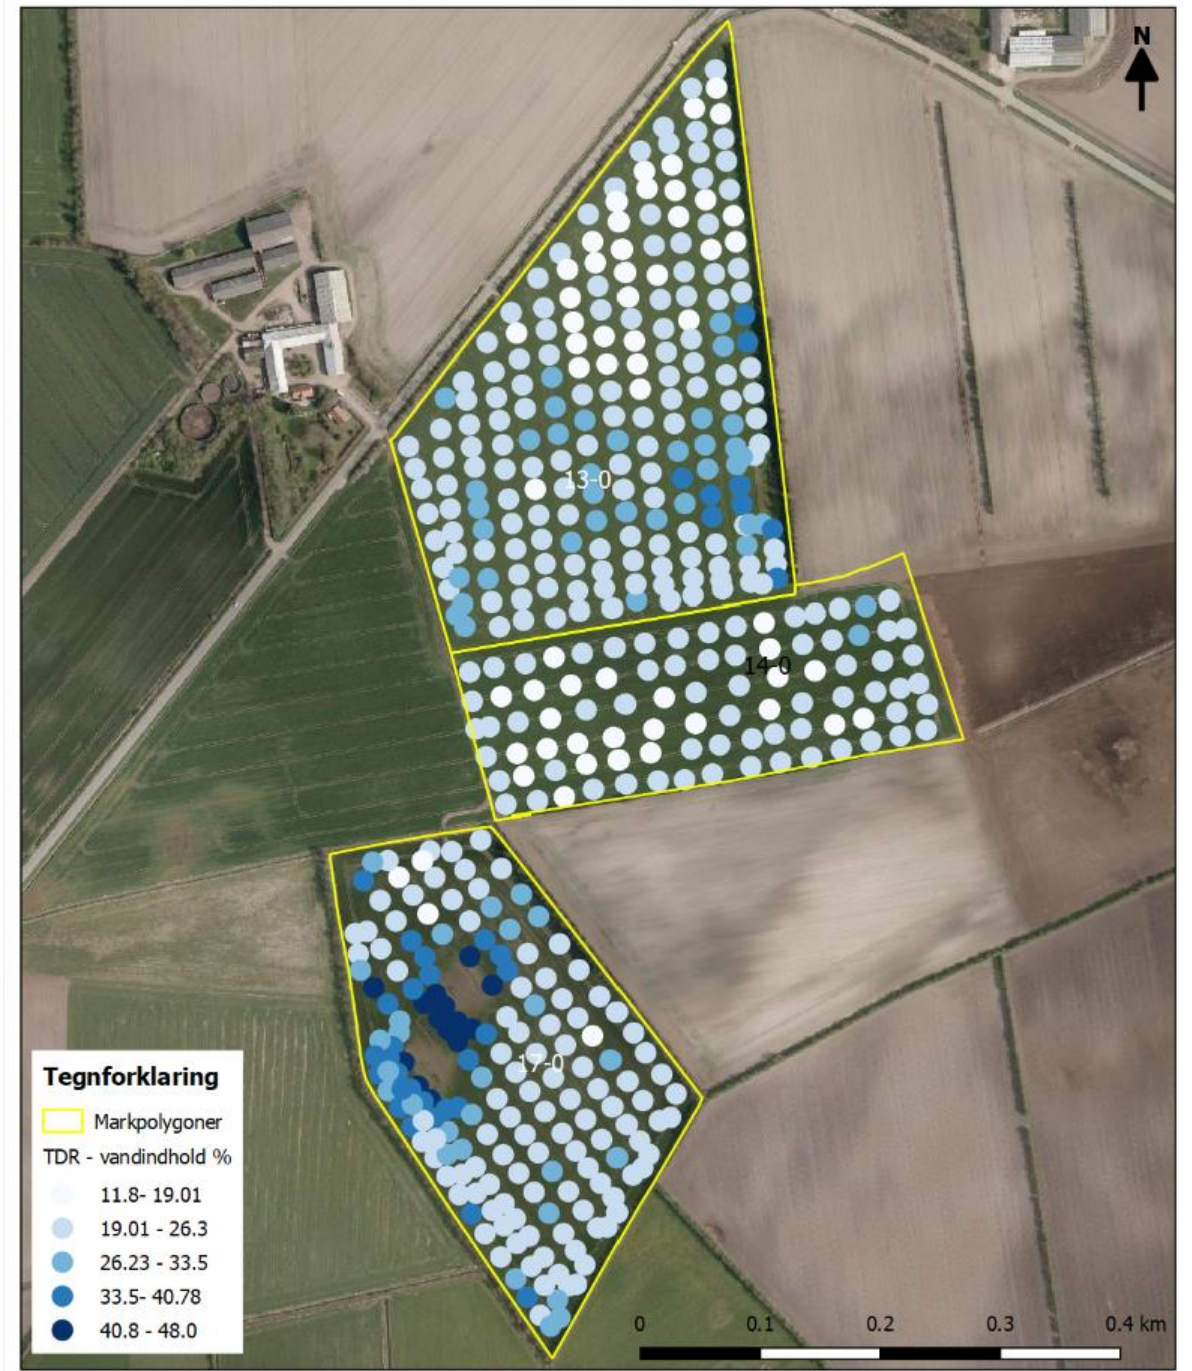 N
13-0
14-0
17-0
Tegnforklaring
Markpolygoner
TDR - vandindhold %
11.8- 19.01
19.01 - 26.3
26.23 - 33.5
33.5- 40.78
40.8 - 48.0
0 0.1 0.2 0.3 0.4 km